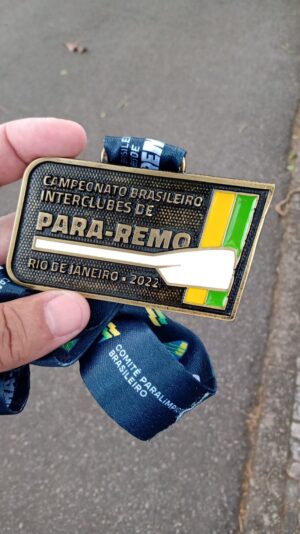 CAMPEONATO BRASILEIRO
INTERCLUBES DE
PARA-REMO
RIO DE JANEIRO • 2022
COMITÊ PARALÍMPICO
BRASILEIRO